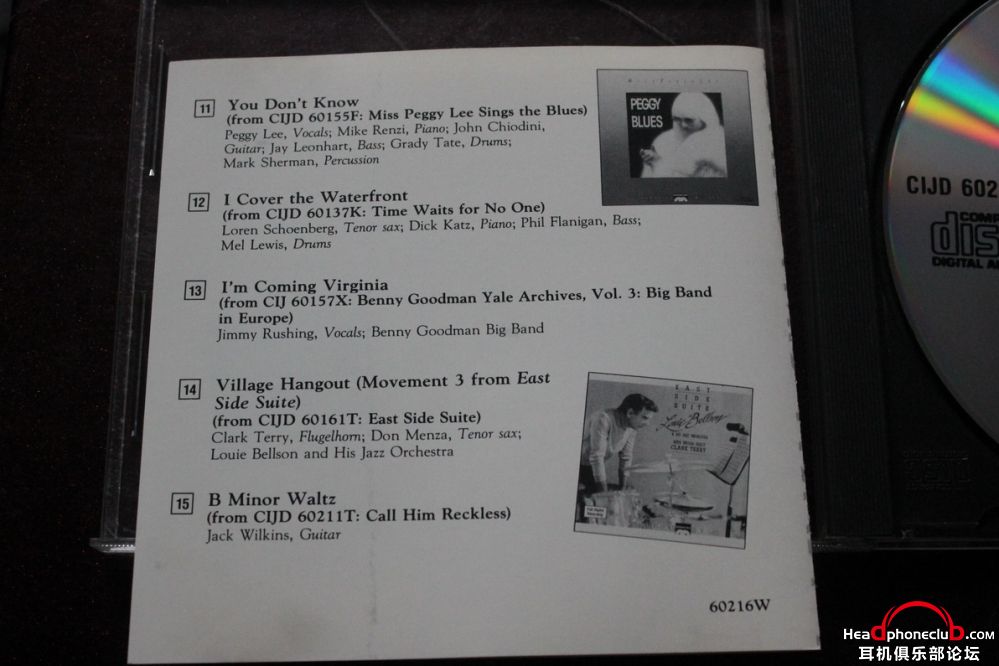 11 You Don't Know
(from CIJD 60155F: Miss Peggy Lee Sings the Blues)
Peggy Lee, Vocals; Mike Renzi, Piano; John Chiodini,
Guitar; Jay Leonhart, Bass; Grady Tate, Drums;
Mark Sherman, Percussion
PEGGY
BLUES
12 I Cover the Waterfront
(from CIJD 60137K: Time Waits for No One)
Loren Schoenberg, Tenor sax; Dick Katz, Piano; Phil Flanigan, Bass;
Mel Lewis, Drums
13 I'm Coming Virginia
(from CIJ 60157X: Benny Goodman Yale Archives, Vol. 3: Big Band
in Europe)
Jimmy Rushing, Vocals; Benny Goodman Big Band
14 Village Hangout (Movement 3 from East
Side Suite)
(from CIJD 60161T: East Side Suite)
Clark Terry, Flugelhorn; Don Menza, Tenor sax;
Louie Bellson and His Jazz Orchestra
EAST
SIDE
SUITE
Louie Bellson
CLARK TERRY
15 B Minor Waltz
(from CIJD 60211T: Call Him Reckless)
Jack Wilkins, Guitar
60216W
CIJD 602
COMP
dis
DIGITAL A
HeadphoneclubD.com
耳机俱乐部论坛